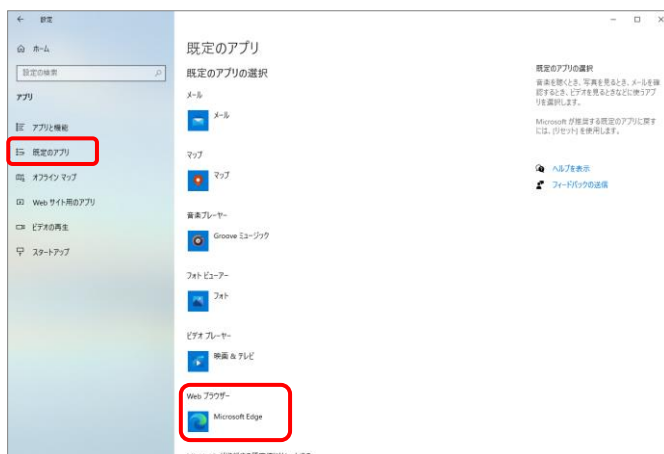 設定
ホーム
設定の検索
アプリ
アプリと機能
既定のアプリ
オフライン マップ
Web サイト用のアプリ
ビデオの再生
スタートアップ
既定のアプリ
既定のアプリの選択
メール
メール
マップ
マップ
音楽プレーヤー
Groove ミュージック
フォト ビューアー
フォト
ビデオ プレーヤー
映画 & テレビ
Web ブラウザー
Microsoft Edge
既定のアプリの選択
音楽を聴くとき、写真を見るとき、メールを確
認するとき、ビデオを見るときなどに使うアプ
リを選択します。
Microsoft が推奨する既定のアプリに戻す
には、[リセット] を使用します。
ヘルプを表示
フィードバックの送信